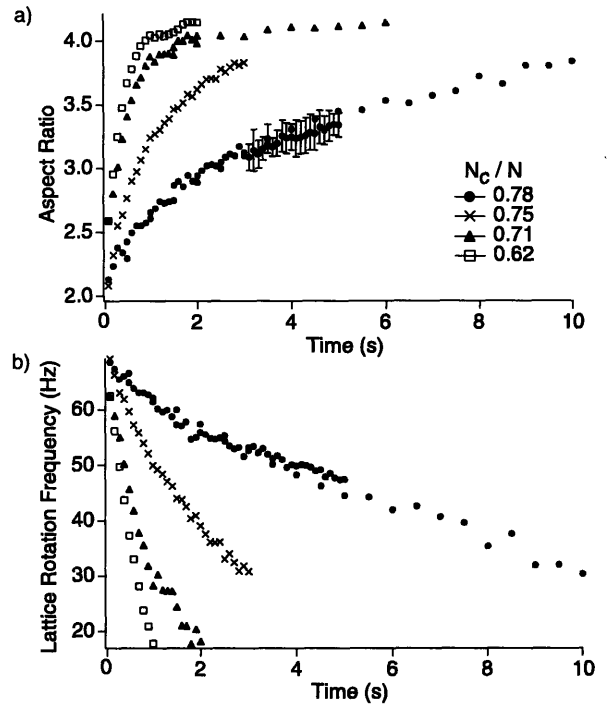 a)
4.0
3.5
3.0
2.5
2.0
Aspect Ratio
N_C / N
0.78
0.75
0.71
0.62
0 2 4 6 8 10
Time (s)
b)
60
50
40
30
20
Lattice Rotation Frequency (Hz)
0 2 4 6 8 10
Time (s)